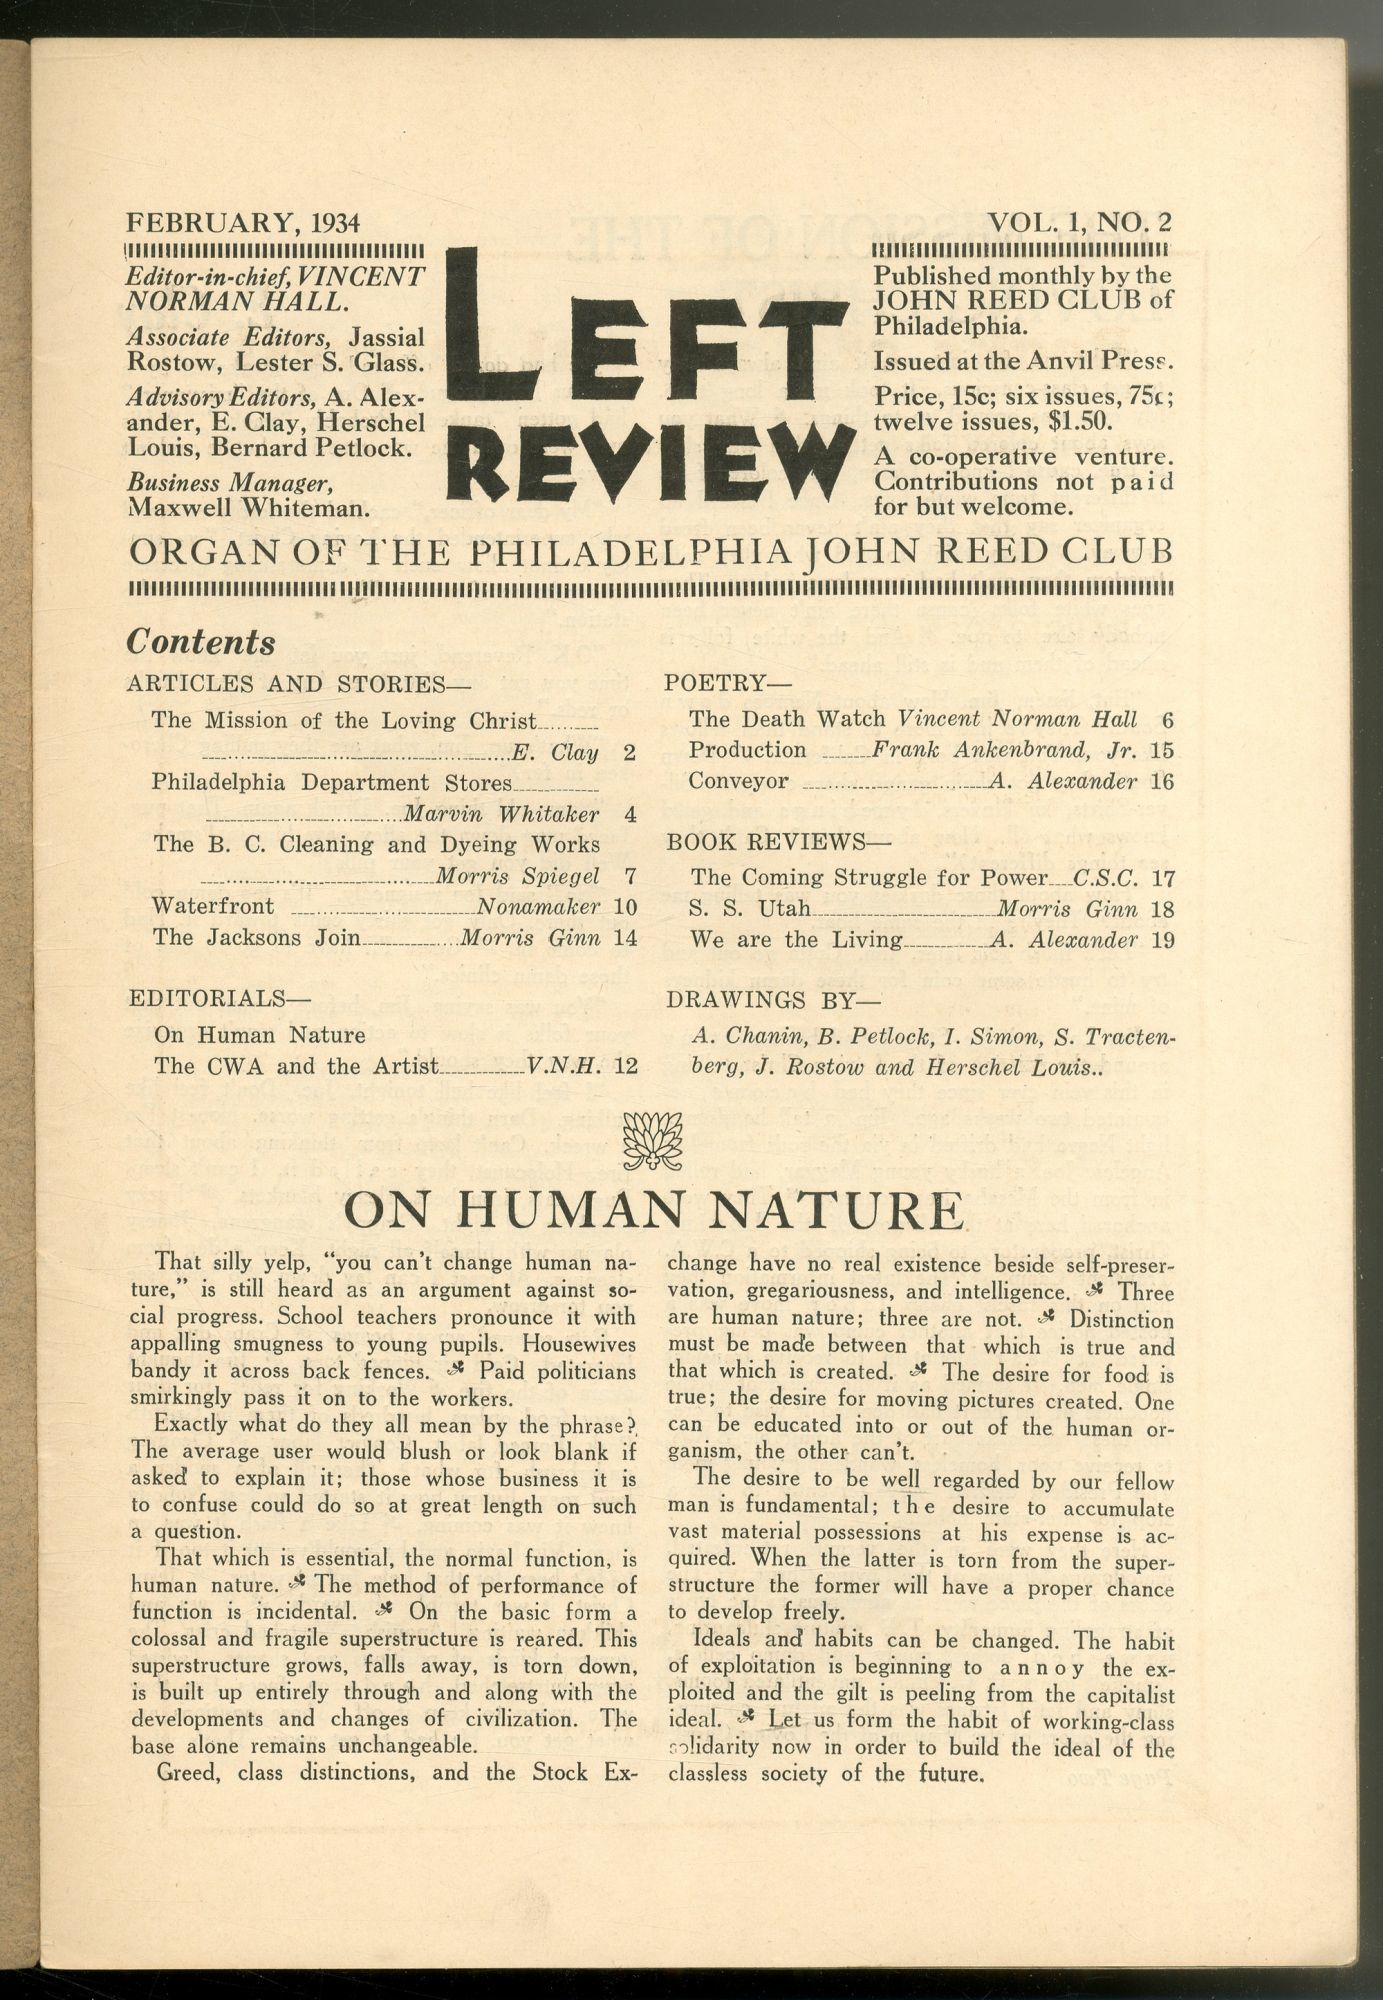 FEBRUARY, 1934
VOL. 1, NO. 2
Editor-in-chief, VINCENT
NORMAN HALL.
Associate Editors, Jassial
Rostow, Lester S. Glass.
Advisory Editors, A. Alex-
ander, E. Clay, Herschel
Louis, Bernard Petlock.
Business Manager,
Maxwell Whiteman.
LEFT
REVIEW
Published monthly by the
JOHN REED CLUB of
Philadelphia.
Issued at the Anvil Press.
Price, 15c; six issues, 75c;
twelve issues, $1.50.
A co-operative venture.
Contributions not paid
for but welcome.
ORGAN OF THE PHILADELPHIA JOHN REED CLUB
Contents
ARTICLES AND STORIES—
The Mission of the Loving Christ
E. Clay 2
Philadelphia Department Stores
Marvin Whitaker 4
The B. C. Cleaning and Dyeing Works
Morris Spiegel 7
Waterfront Nonamaker 10
The Jacksons Join Morris Ginn 14
EDITORIALS—
On Human Nature
The CWA and the Artist V.N.H. 12
POETRY—
The Death Watch Vincent Norman Hall 6
Production Frank Ankenbrand, Jr. 15
Conveyor A. Alexander 16
BOOK REVIEWS—
The Coming Struggle for Power C.S.C. 17
S. S. Utah Morris Ginn 18
We are the Living A. Alexander 19
DRAWINGS BY—
A. Chanin, B. Petlock, I. Simon, S. Tracten-
berg, J. Rostow and Herschel Louis..
ON HUMAN NATURE
That silly yelp, “you can’t change human na-
ture,” is still heard as an argument against so-
cial progress. School teachers pronounce it with
appalling smugness to young pupils. Housewives
bandy it across back fences. Paid politicians
smirkingly pass it on to the workers.
Exactly what do they all mean by the phrase?
The average user would blush or look blank if
asked to explain it; those whose business it is
to confuse could do so at great length on such
a question.
That which is essential, the normal function, is
human nature. The method of performance of
function is incidental. On the basic form a
colossal and fragile superstructure is reared. This
superstructure grows, falls away, is torn down,
is built up entirely through and along with the
developments and changes of civilization. The
base alone remains unchangeable.
Greed, class distinctions, and the Stock Ex-
change have no real existence beside self-preser-
vation, gregariousness, and intelligence. Three
are human nature; three are not. Distinction
must be made between that which is true and
that which is created. The desire for food is
true; the desire for moving pictures created. One
can be educated into or out of the human or-
ganism, the other can’t.
The desire to be well regarded by our fellow
man is fundamental; the desire to accumulate
vast material possessions at his expense is ac-
quired. When the latter is torn from the super-
structure the former will have a proper chance
to develop freely.
Ideals and habits can be changed. The habit
of exploitation is beginning to annoy the ex-
ploited and the gilt is peeling from the capitalist
ideal. Let us form the habit of working-class
solidarity now in order to build the ideal of the
classless society of the future.